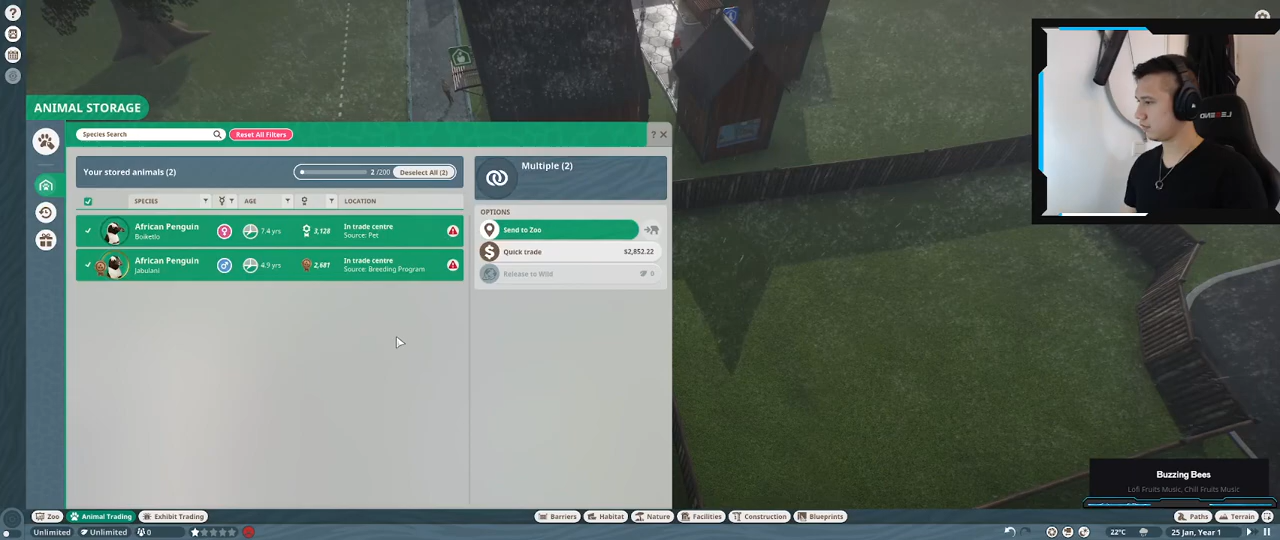 ANIMAL STORAGE
Species Search
Reset All Filters
?
Your stored animals (2)
2 /200
Deselect All (2)
Multiple (2)
SPECIES
AGE
LOCATION
OPTIONS
African Penguin
Boiketlo
7.4 yrs
3,128
In trade centre
Source: Pet
Send to Zoo
African Penguin
Jabulani
4.9 yrs
2,681
In trade centre
Source: Breeding Program
Quick trade
$2,852.22
Release to Wild
0
Buzzing Bees
Lofi Fruits Music, Chill Fruits Music
Zoo
Animal Trading
Exhibit Trading
Barriers
Habitat
Nature
Facilities
Construction
Blueprints
Paths
Terrain
Unlimited
Unlimited
0
22°C
25 Jan, Year 1